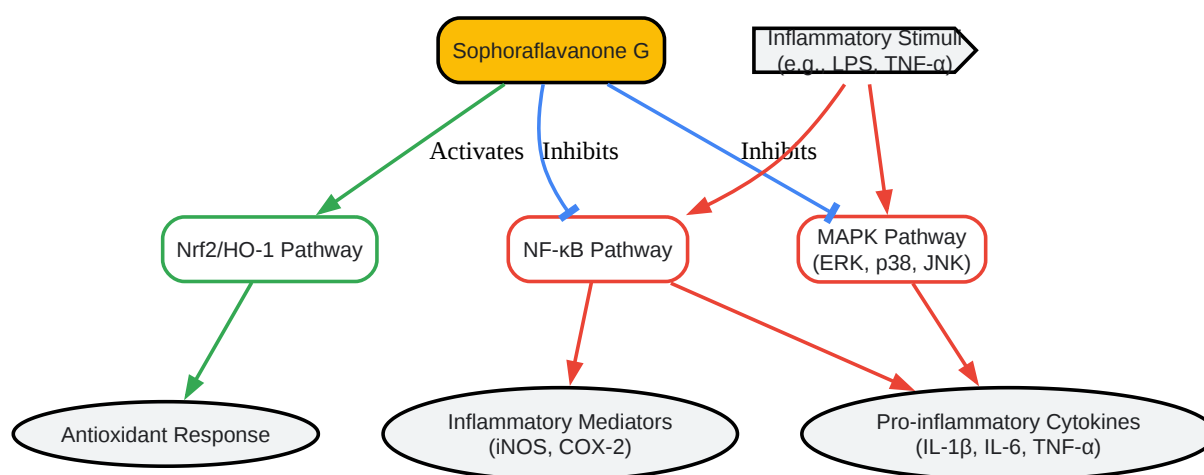 Sophoraflavanone G
Inflammatory Stimuli
(e.g., LPS, TNF-α)
Activates
Inhibits
Inhibits
Nrf2/HO-1 Pathway
NF-κB Pathway
MAPK Pathway
(ERK, p38, JNK)
Antioxidant Response
Inflammatory Mediators
(iNOS, COX-2)
Pro-inflammatory Cytokines
(IL-1β, IL-6, TNF-α)